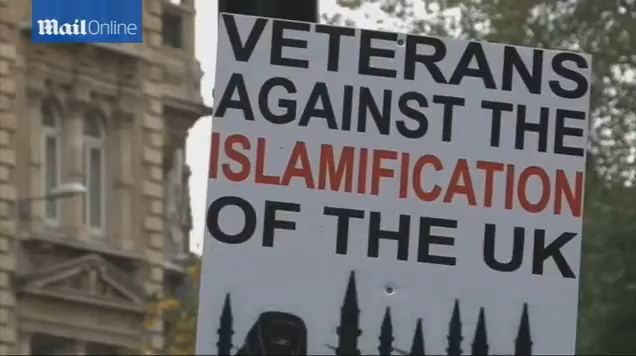 MailOnline
VETERANS
AGAINST THE
ISLAMIFICATION
OF THE UK